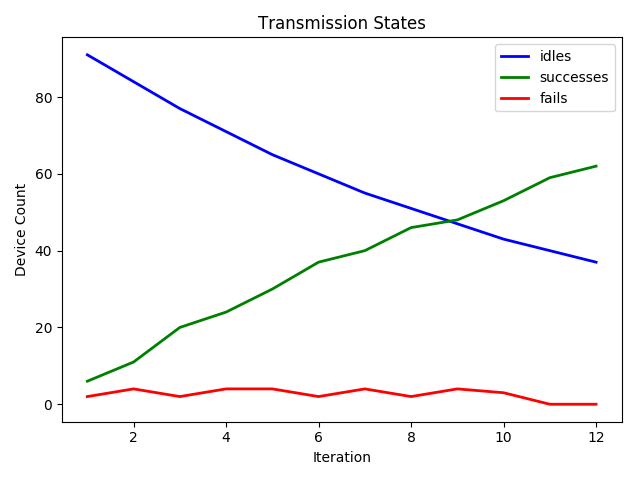 Transmission States
idles
successes
fails
Device Count
80
60
40
20
0
2 4 6 8 10 12
Iteration